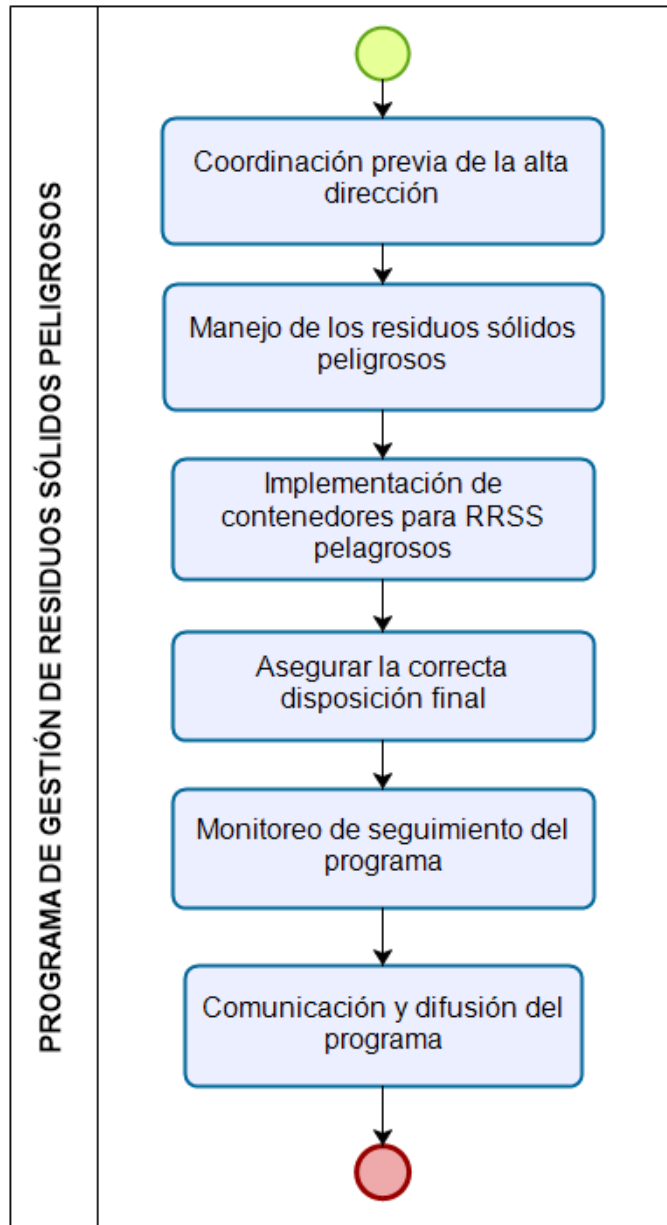 PROGRAMA DE GESTIÓN DE RESIDUOS SÓLIDOS PELIGROSOS
Coordinación previa de la alta
dirección
Manejo de los residuos sólidos
peligrosos
Implementación de
contenedores para RRSS
pelagrosos
Asegurar la correcta
disposición final
Monitoreo de seguimiento del
programa
Comunicación y difusión del
programa